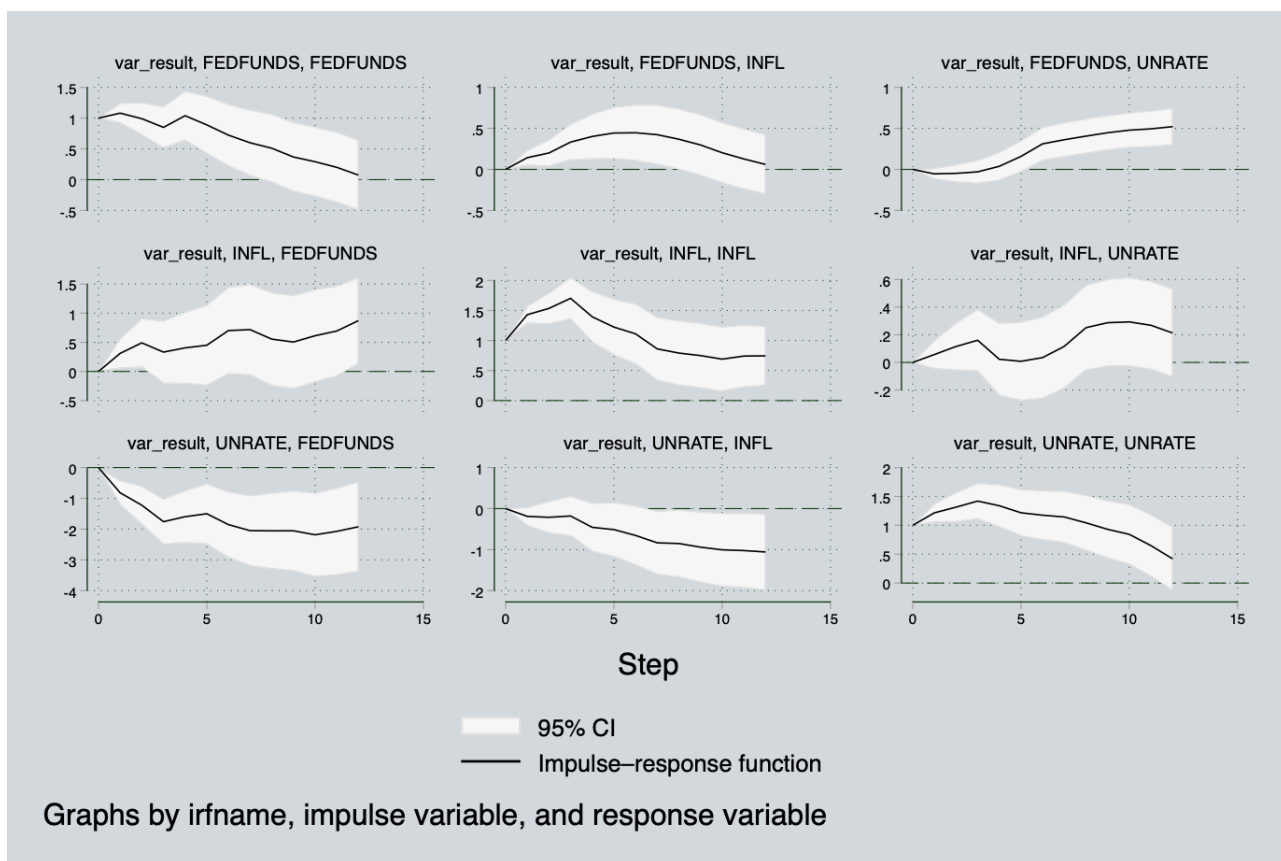 var_result, FEDFUNDS, FEDFUNDS
var_result, FEDFUNDS, INFL
var_result, FEDFUNDS, UNRATE
1.5
1
.5
0
-.5
1
.5
0
-.5
1
.5
0
-.5
var_result, INFL, FEDFUNDS
var_result, INFL, INFL
var_result, INFL, UNRATE
1.5
1
.5
0
-.5
2
1.5
1
.5
0
.6
.4
.2
0
-.2
var_result, UNRATE, FEDFUNDS
var_result, UNRATE, INFL
var_result, UNRATE, UNRATE
0
-1
-2
-3
-4
1
0
-1
-2
2
1.5
1
.5
0
0 5 10 15
0 5 10 15
0 5 10 15
Step
95% CI
Impulse–response function
Graphs by irfname, impulse variable, and response variable